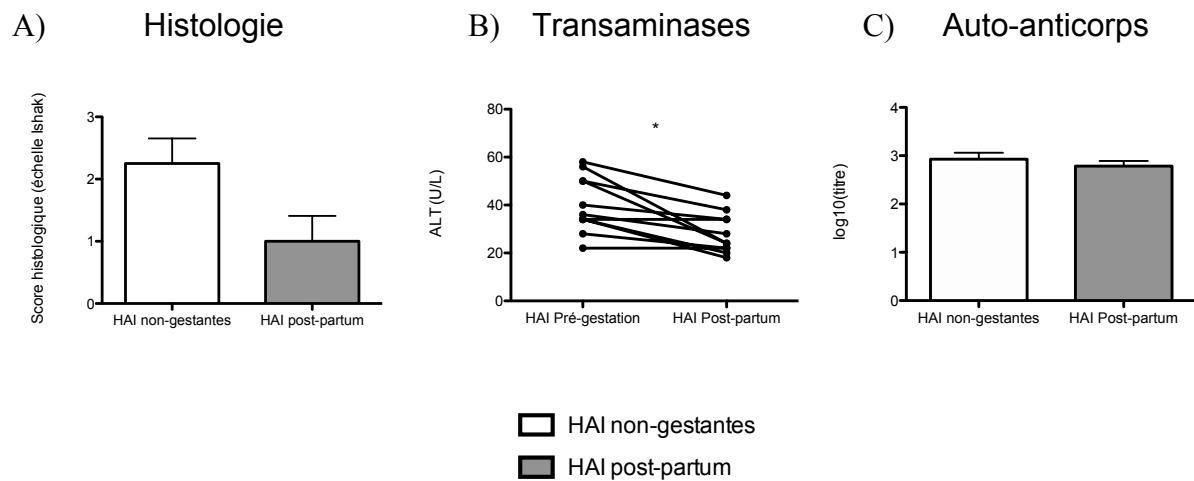 A) Histologie
Score histologique (échelle Ishak)
3
2
1
0
HAI non-gestantes HAI post-partum
B) Transaminases
ALT (U/L)
80
60
40
20
0
*
HAI Pré-gestation HAI Post-partum
C) Auto-anticorps
log10(titre)
4
3
2
1
0
HAI non-gestantes HAI Post-partum
HAI non-gestantes
HAI post-partum